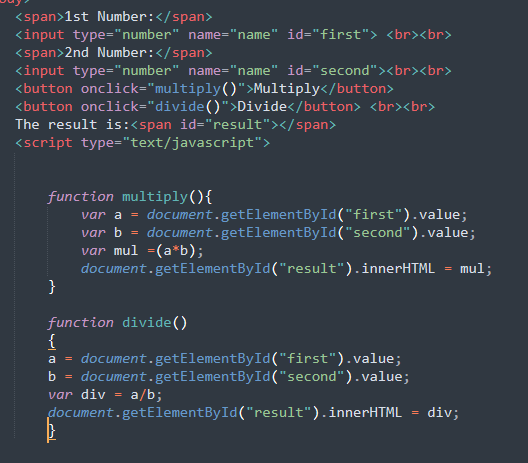 ody>
<span>1st Number:</span>
<input type="number" name="name" id="first"> <br><br>
<span>2nd Number:</span>
<input type="number" name="name" id="second"><br><br>
<button onclick="multiply()">Multiply</button>
<button onclick="divide()">Divide</button> <br><br>
The result is:<span id="result"></span>
<script type="text/javascript">
function multiply(){
var a = document.getElementById("first").value;
var b = document.getElementById("second").value;
var mul =(a*b);
document.getElementById("result").innerHTML = mul;
}
function divide()
{
a = document.getElementById("first").value;
b = document.getElementById("second").value;
var div = a/b;
document.getElementById("result").innerHTML = div;
}